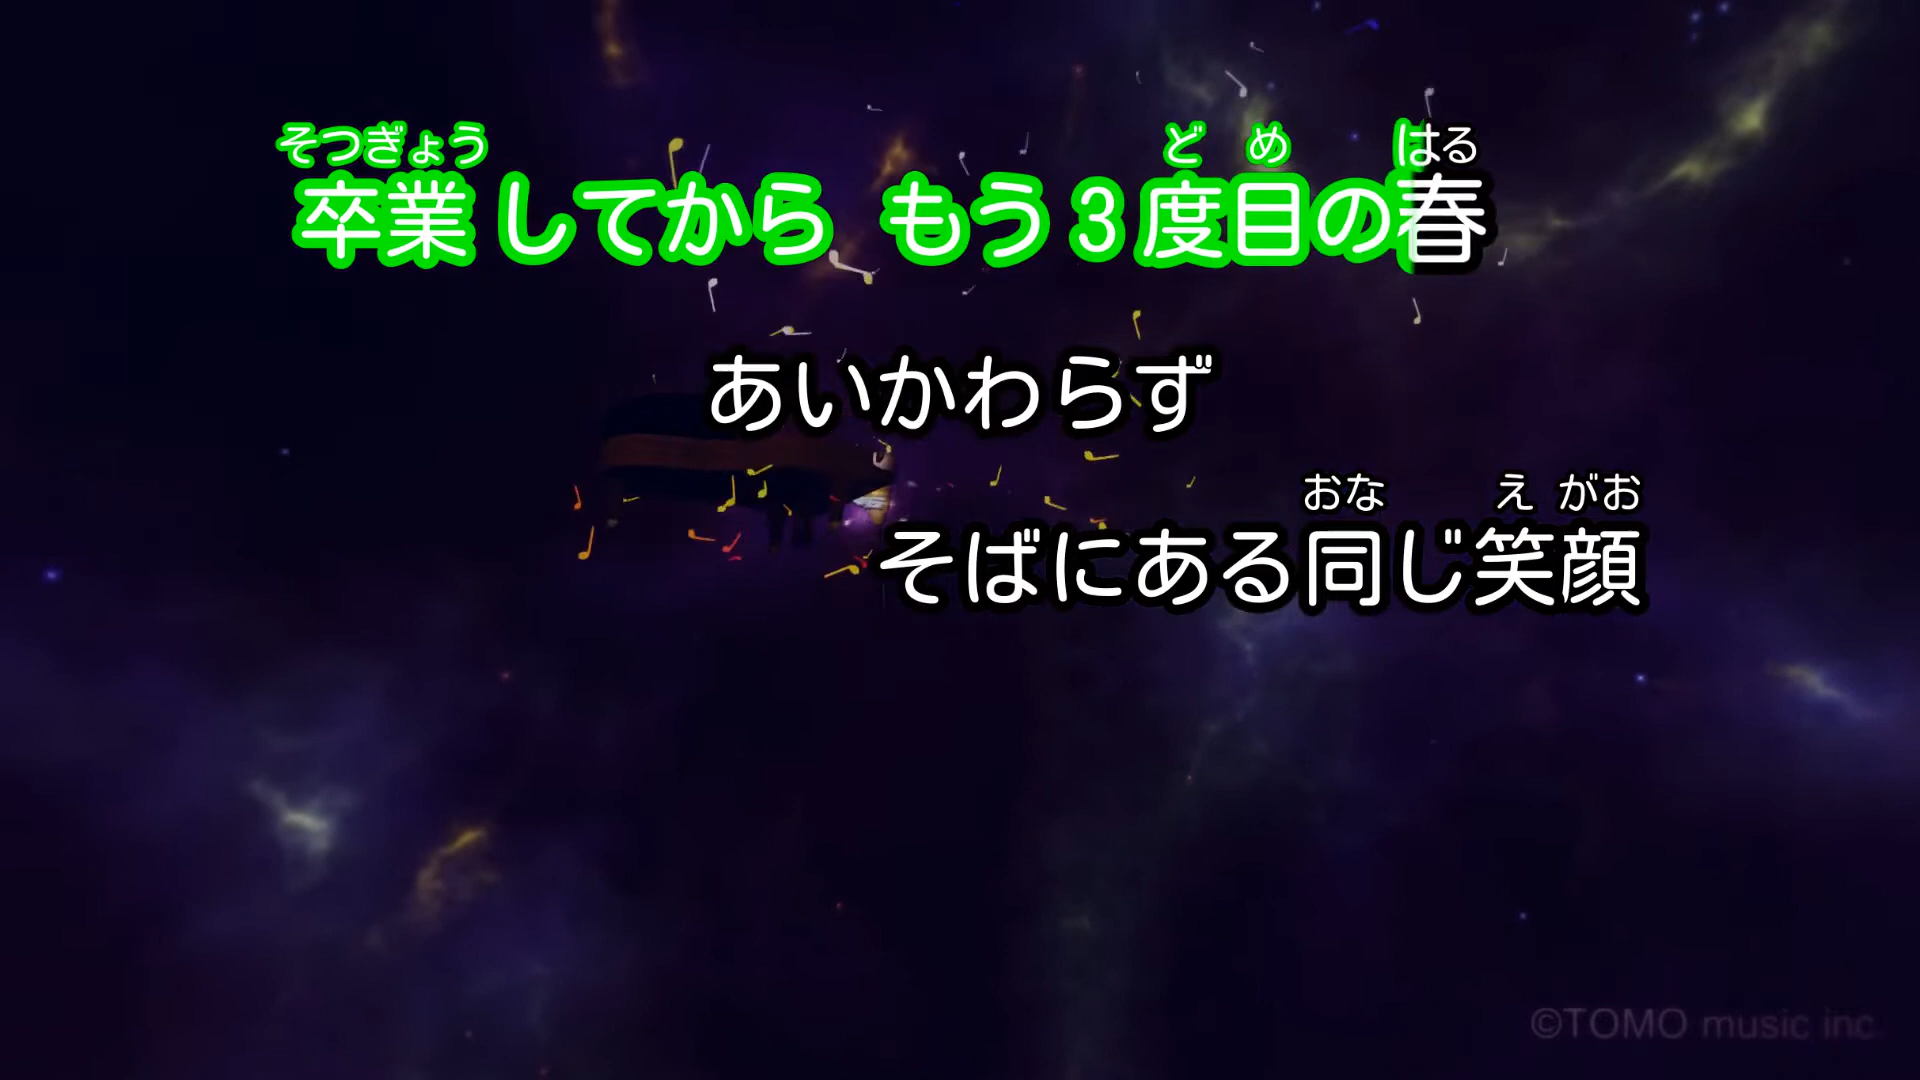 そつぎょう ど め はる
卒業してから もう3度目の春
あいかわらず
おな え がお
そばにある同じ笑顔
©TOMO music inc.